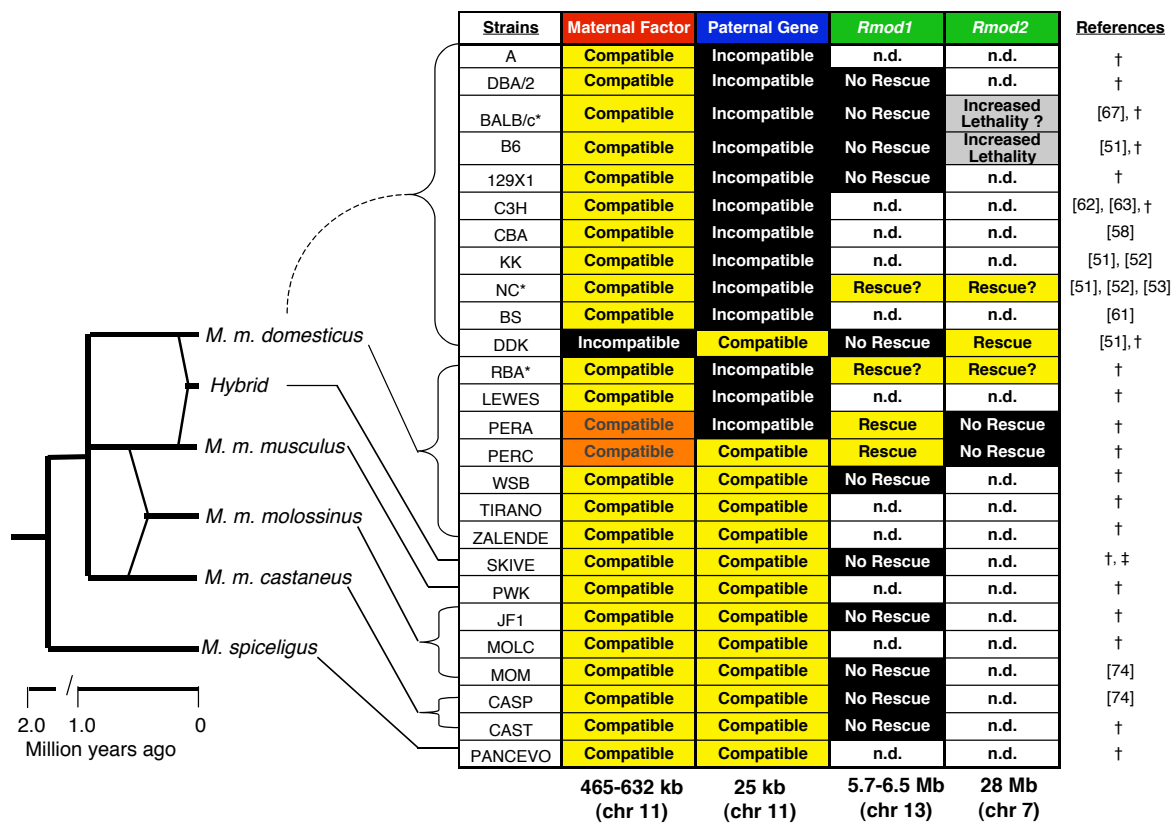 Strains Maternal Factor Paternal Gene Rmod1 Rmod2 References
A Compatible Incompatible n.d. n.d. †
DBA/2 Compatible Incompatible No Rescue n.d. †
BALB/c* Compatible Incompatible No Rescue Increased Lethality ? [67], †
B6 Compatible Incompatible No Rescue Increased Lethality [51], †
129X1 Compatible Incompatible No Rescue n.d. †
C3H Compatible Incompatible n.d. n.d. [62], [63], †
CBA Compatible Incompatible n.d. n.d. [58]
KK Compatible Incompatible n.d. n.d. [51], [52]
NC* Compatible Incompatible Rescue? Rescue? [51], [52], [53]
BS Compatible Incompatible n.d. n.d. [61]
DDK Incompatible Compatible No Rescue Rescue [51], †
RBA* Compatible Incompatible Rescue? Rescue? †
LEWES Compatible Incompatible n.d. n.d. †
PERA Compatible Incompatible Rescue No Rescue †
PERC Compatible Compatible Rescue No Rescue †
WSB Compatible Compatible No Rescue n.d. †
TIRANO Compatible Compatible n.d. n.d. †
ZALENDE Compatible Compatible n.d. n.d. †
SKIVE Compatible Compatible No Rescue n.d. †, ‡
PWK Compatible Compatible n.d. n.d. †
JF1 Compatible Compatible No Rescue n.d. †
MOLC Compatible Compatible n.d. n.d. †
MOM Compatible Compatible No Rescue n.d. [74]
CASP Compatible Compatible No Rescue n.d. [74]
CAST Compatible Compatible No Rescue n.d. †
PANCEVO Compatible Compatible n.d. n.d. †
465-632 kb 25 kb 5.7-6.5 Mb 28 Mb
(chr 11) (chr 11) (chr 13) (chr 7)
M. m. domesticus
Hybrid
M. m. musculus
M. m. molossinus
M. m. castaneus
M. spiceligus
/
2.0 1.0 0
Million years ago